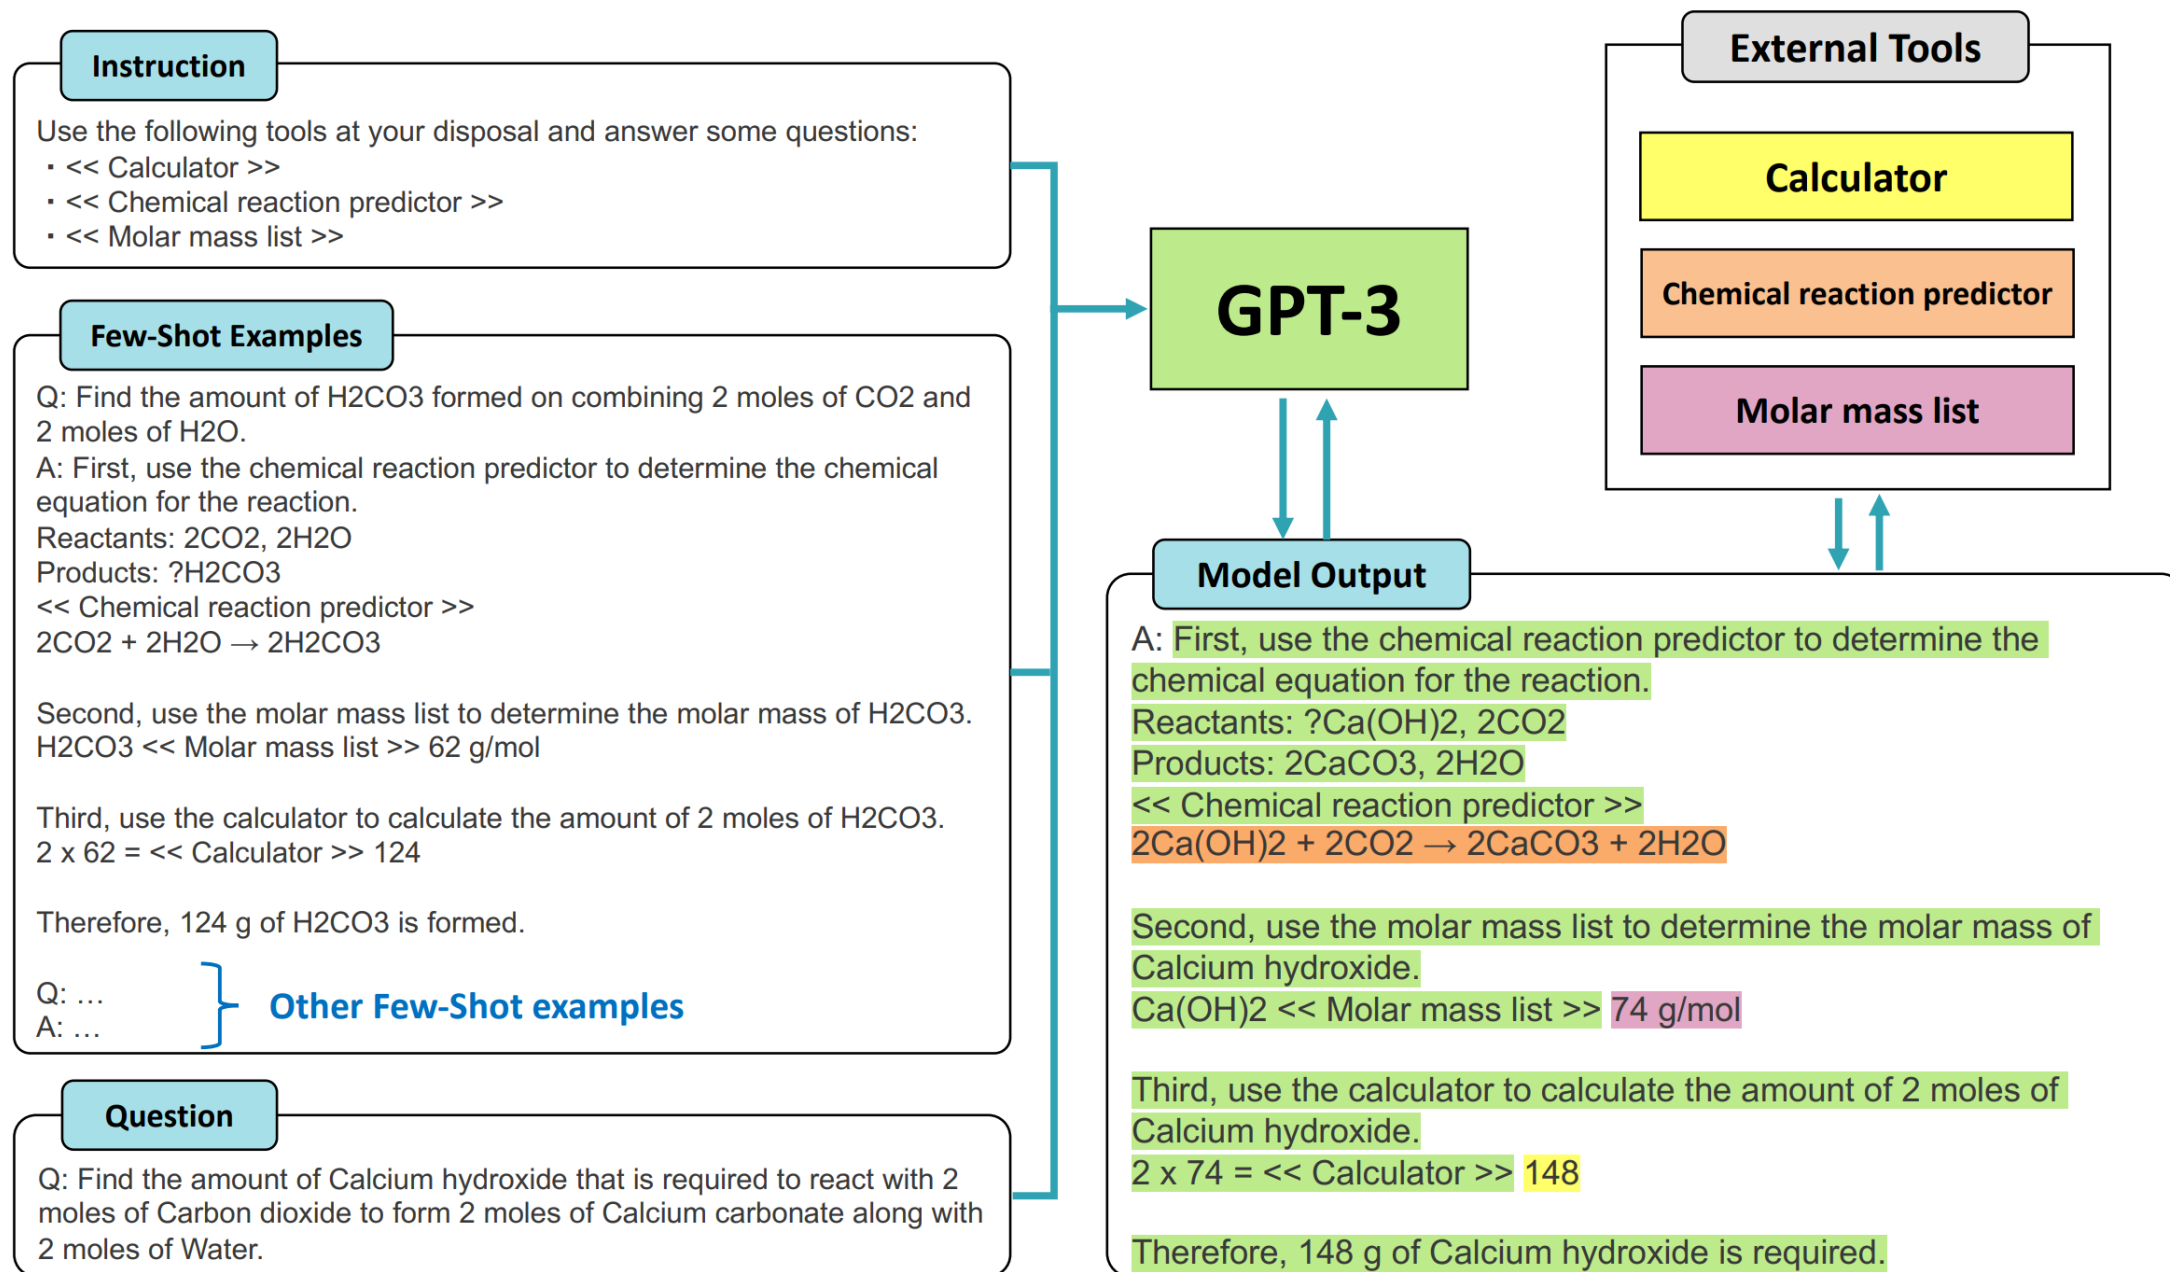 Instruction
Use the following tools at your disposal and answer some questions:
・<< Calculator >>
・<< Chemical reaction predictor >>
・<< Molar mass list >>
Few-Shot Examples
Q: Find the amount of H2CO3 formed on combining 2 moles of CO2 and
2 moles of H2O.
A: First, use the chemical reaction predictor to determine the chemical
equation for the reaction.
Reactants: 2CO2, 2H2O
Products: ?H2CO3
<< Chemical reaction predictor >>
2CO2 + 2H2O → 2H2CO3
Second, use the molar mass list to determine the molar mass of H2CO3.
H2CO3 << Molar mass list >> 62 g/mol
Third, use the calculator to calculate the amount of 2 moles of H2CO3.
2 x 62 = << Calculator >> 124
Therefore, 124 g of H2CO3 is formed.
Q: …
A: …
Other Few-Shot examples
Question
Q: Find the amount of Calcium hydroxide that is required to react with 2
moles of Carbon dioxide to form 2 moles of Calcium carbonate along with
2 moles of Water.
GPT-3
External Tools
Calculator
Chemical reaction predictor
Molar mass list
Model Output
A: First, use the chemical reaction predictor to determine the
chemical equation for the reaction.
Reactants: ?Ca(OH)2, 2CO2
Products: 2CaCO3, 2H2O
<< Chemical reaction predictor >>
2Ca(OH)2 + 2CO2 → 2CaCO3 + 2H2O
Second, use the molar mass list to determine the molar mass of
Calcium hydroxide.
Ca(OH)2 << Molar mass list >> 74 g/mol
Third, use the calculator to calculate the amount of 2 moles of
Calcium hydroxide.
2 x 74 = << Calculator >> 148
Therefore, 148 g of Calcium hydroxide is required.